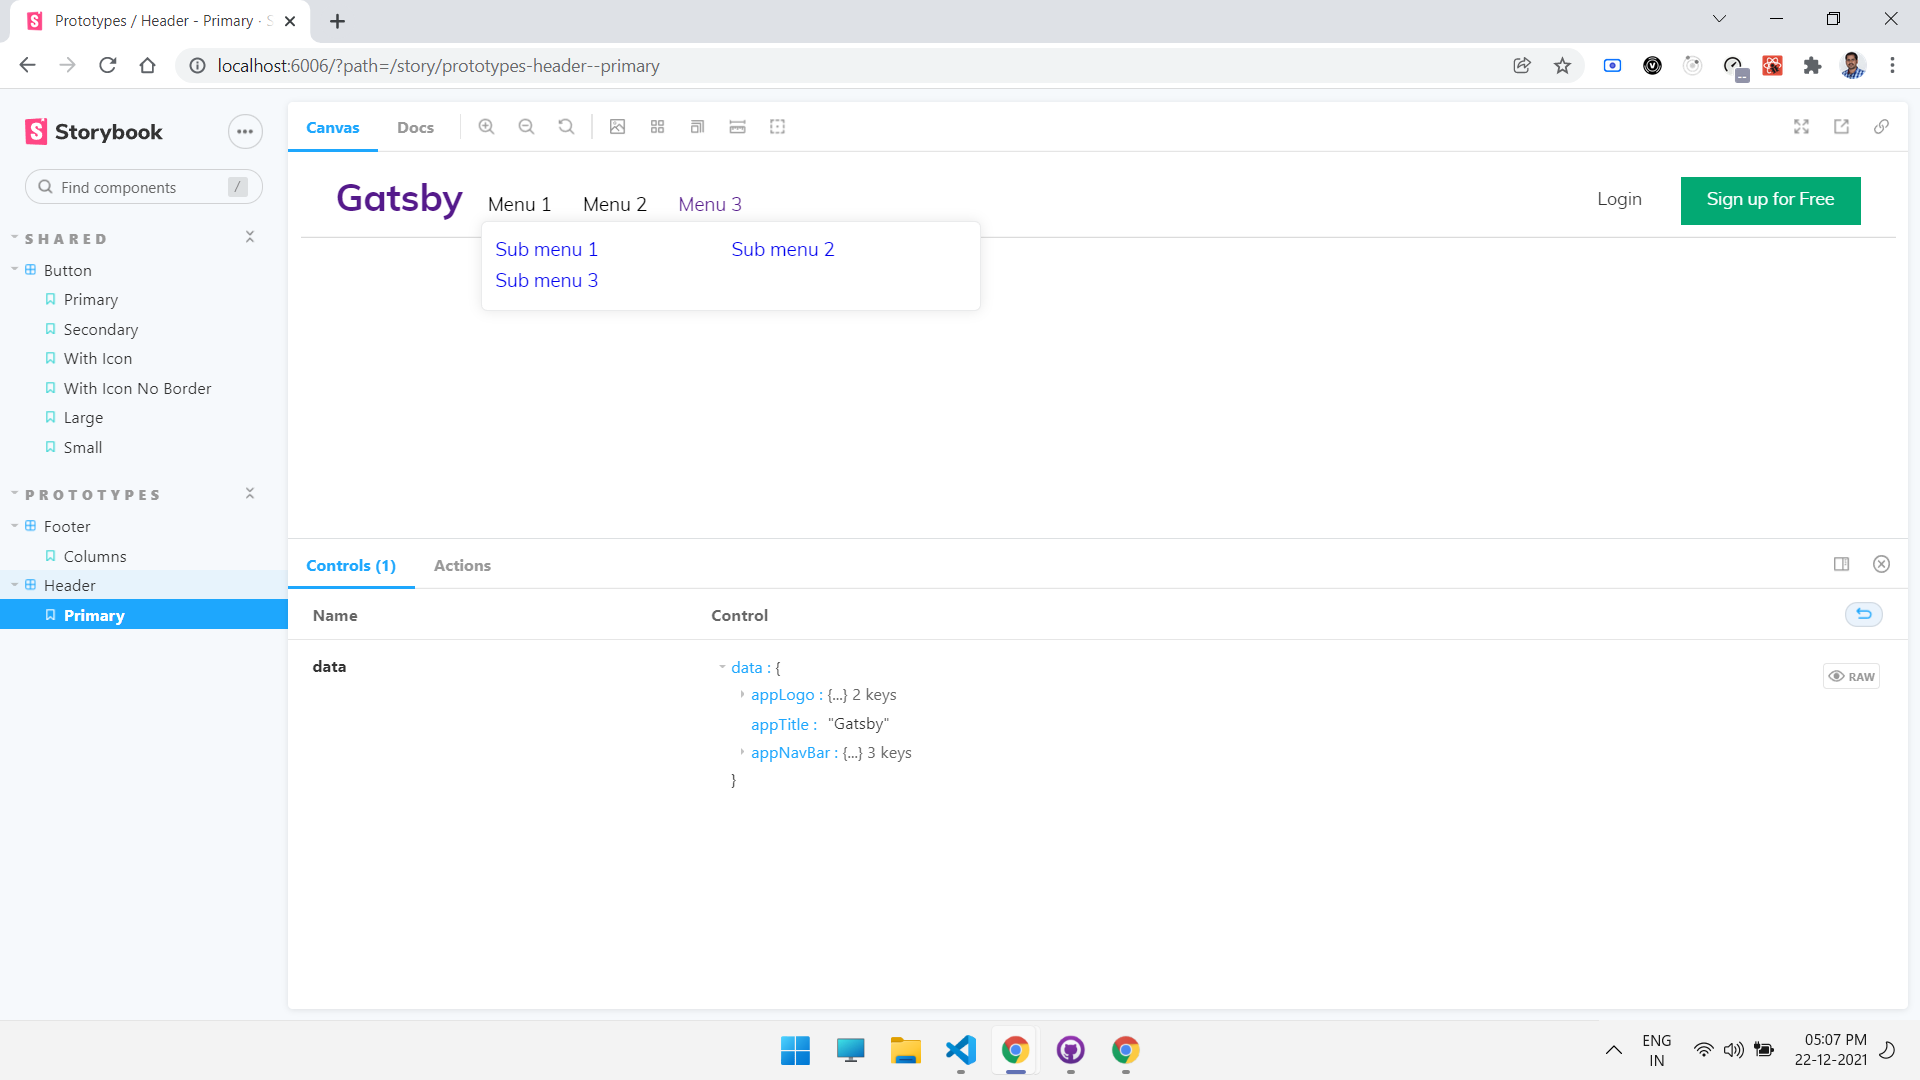 Prototypes / Header - Primary · S
localhost:6006/?path=/story/prototypes-header--primary
Storybook
Find components /
SHARED
Button
Primary
Secondary
With Icon
With Icon No Border
Large
Small
PROTOTYPES
Footer
Columns
Header
Primary
Canvas Docs
Gatsby Menu 1 Menu 2 Menu 3 Login Sign up for Free
Sub menu 1 Sub menu 2
Sub menu 3
Controls (1) Actions
Name Control
data data : {
RAW
appLogo : {...} 2 keys
appTitle : "Gatsby"
appNavBar : {...} 3 keys
}
ENG
IN
05:07 PM
22-12-2021